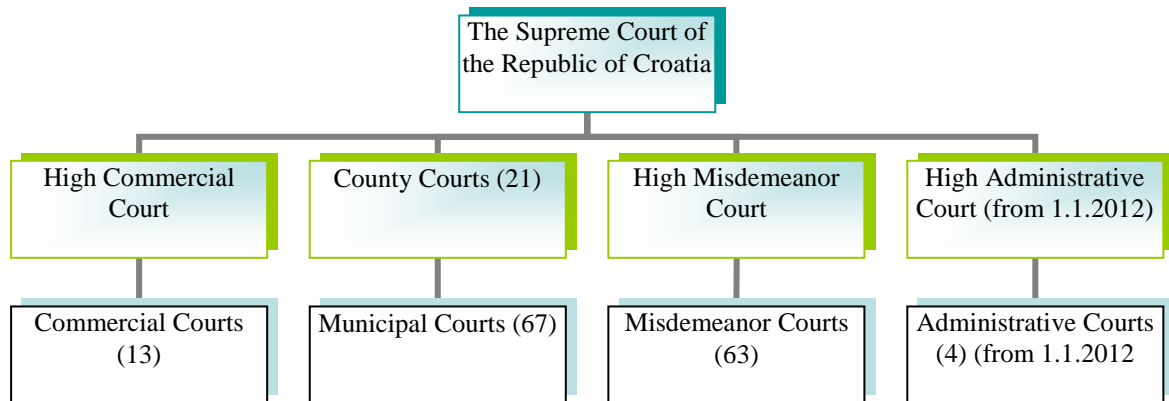 The Supreme Court of
the Republic of Croatia
High Commercial
Court
County Courts (21)
High Misdemeanor
Court
High Administrative
Court (from 1.1.2012)
Commercial Courts
(13)
Municipal Courts (67)
Misdemeanor Courts
(63)
Administrative Courts
(4) (from 1.1.2012